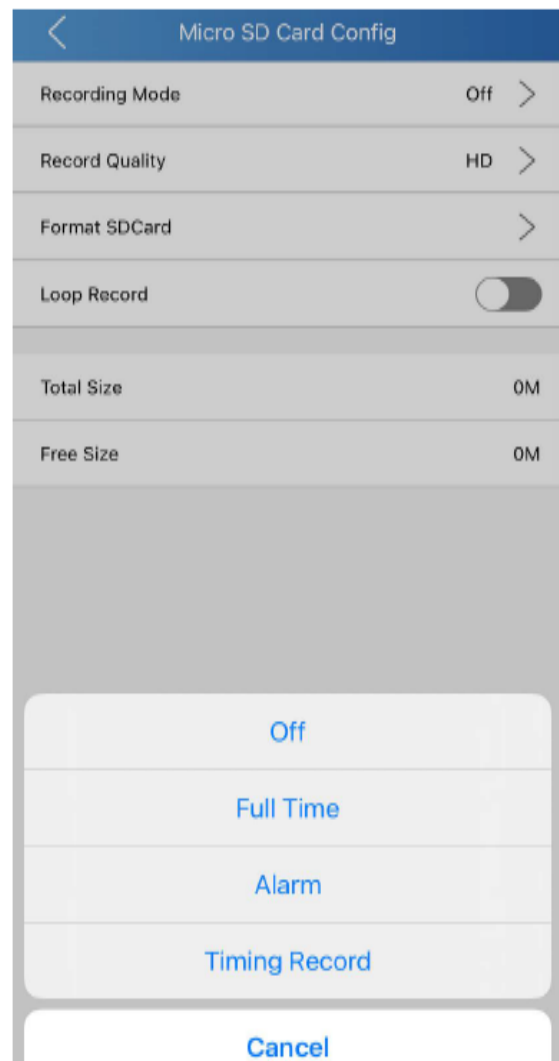 Micro SD Card Config
Recording Mode Off
Record Quality HD
Format SDCard
Loop Record
Total Size 0M
Free Size 0M
Off
Full Time
Alarm
Timing Record
Cancel